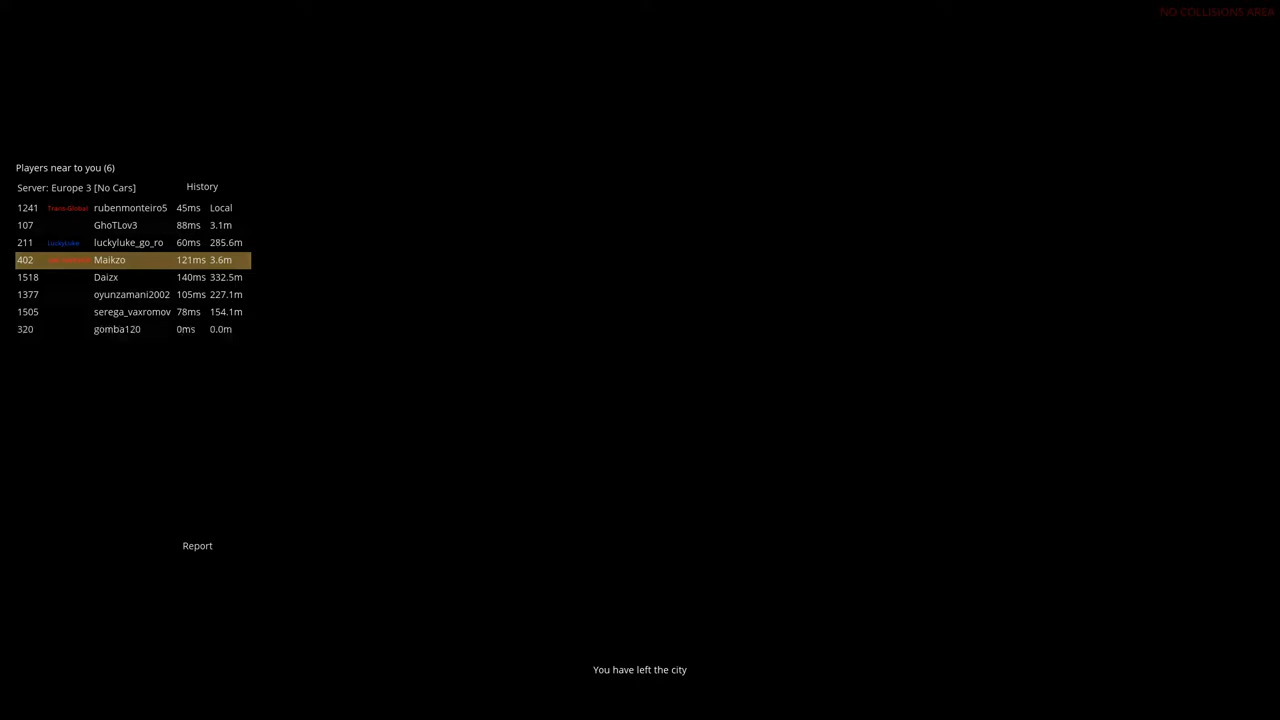 NO COLLISIONS AREA
Players near to you (6)
Server: Europe 3 [No Cars] History
1241 Trans-Global rubenmonteiro5 45ms Local
107 GhoTLov3 88ms 3.1m
211 LuckyLuke luckyluke_go_ro 60ms 285.6m
402 Maikzo 121ms 3.6m
1518 Daizx 140ms 332.5m
1377 oyunzamani2002 105ms 227.1m
1505 serega_vaxromov 78ms 154.1m
320 gomba120 0ms 0.0m
Report
You have left the city